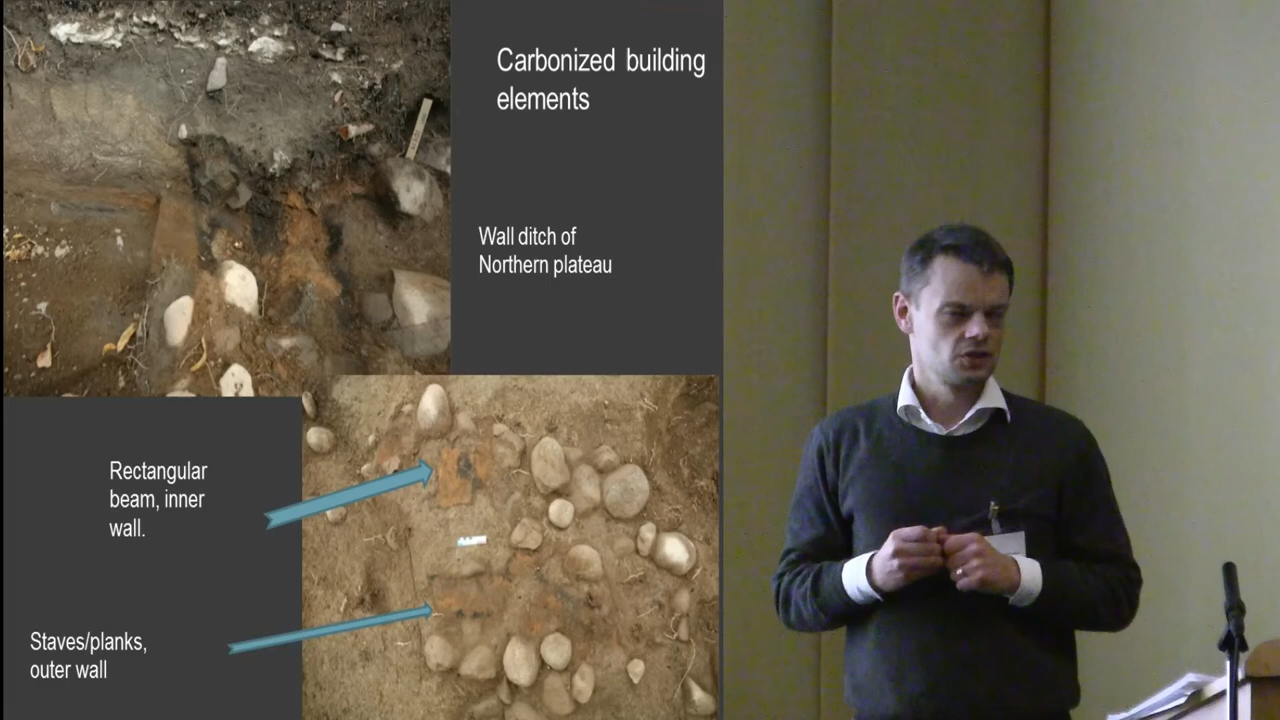 Carbonized building
elements
Wall ditch of
Northern plateau
Rectangular
beam, inner
wall.
Staves/planks,
outer wall